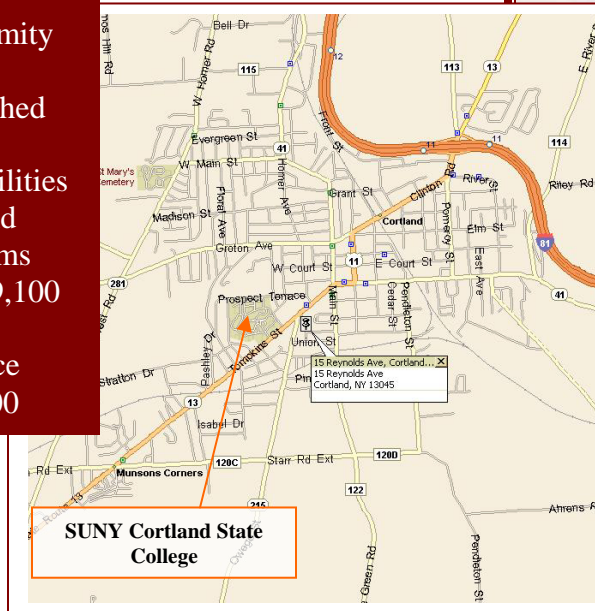 mity
hed
ilities
d
ms
9,100
ce
00
Bell Dr
W Homer Rd
115
12
113
13
E River
Evergreen St
41
Front St
11
11
114
St Mary's
Cemetery
W Main St
Homer Ave
Grant St
Clinton
River St
Riley Rd
Madison St
Floral Ave
Cortland
Pomeroy St
Elm St
Groton Ave
East Ave
81
W Court St
11
E Court St
281
41
Prospect Terrace
Main St
Cedar St
Pendleton St
Pashley Dr
Tompkins St
Union St
Stratton Dr
15 Reynolds Ave, Cortland...
15 Reynolds Ave
Cortland, NY 13045
13
Isabel Dr
Rd Ext
120C
Starr Rd Ext
120D
Munsons Corners
122
Route 13
215
Owego
Ahrens R
SUNY Cortland State
College
Green Rd
Pendleton St